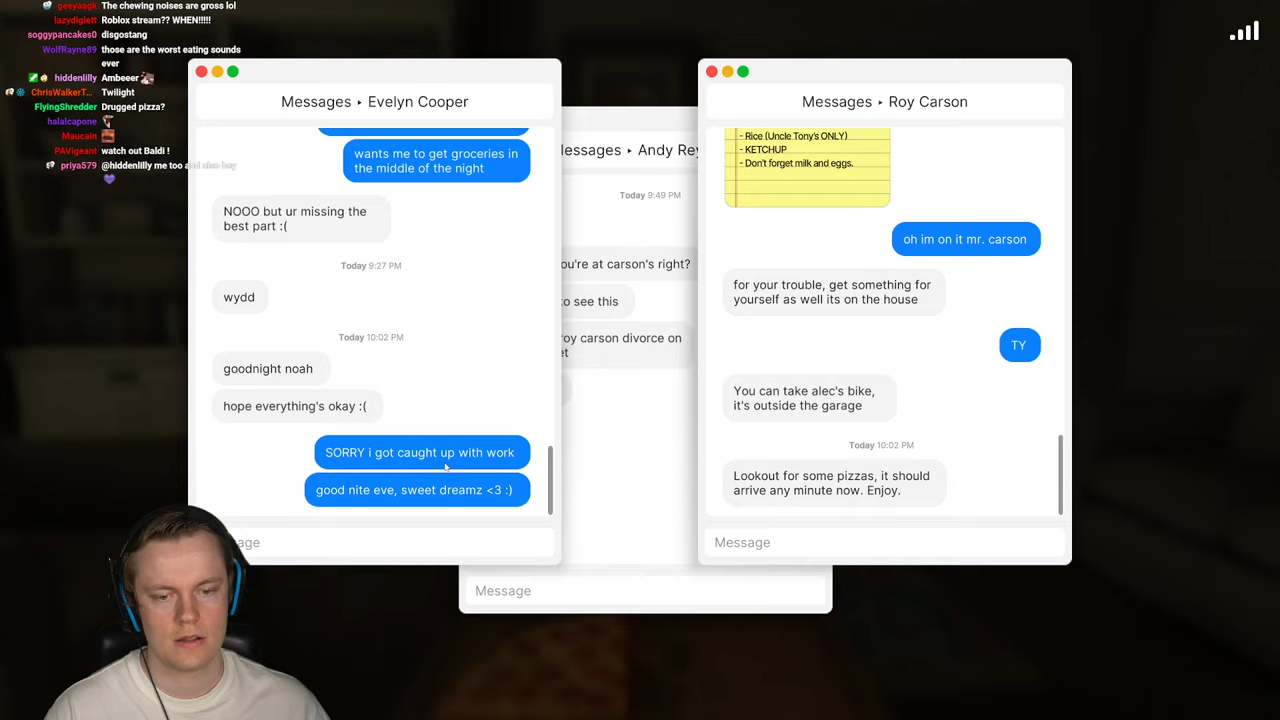 geeyaagk The chewing noises are gross lol
lazydiglett Roblox stream?? WHEN!!!!!
soggypancakes0 disgostang
WolfRayne89 those are the worst eating sounds
ever
hiddenlilly Ambeeer
ChrisWalkerT... Twilight
FlyingShredder Drugged pizza?
halalcapone
Maucain
PAVigeant watch out Baldi !
priya579 @hiddenlilly me too and also hey
Messages ▸ Evelyn Cooper
wants me to get groceries in
the middle of the night
NOOO but ur missing the
best part :(
Today 9:27 PM
wydd
Today 10:02 PM
goodnight noah
hope everything's okay :(
SORRY i got caught up with work
good nite eve, sweet dreamz <3 :)
age
Messages ▸ Andy Rey
Today 9:49 PM
ou're at carson's right?
to see this
roy carson divorce on
et
Message
Messages ▸ Roy Carson
- Rice (Uncle Tony's ONLY)
- KETCHUP
- Don't forget milk and eggs.
oh im on it mr. carson
for your trouble, get something for
yourself as well its on the house
TY
You can take alec's bike,
it's outside the garage
Today 10:02 PM
Lookout for some pizzas, it should
arrive any minute now. Enjoy.
Message